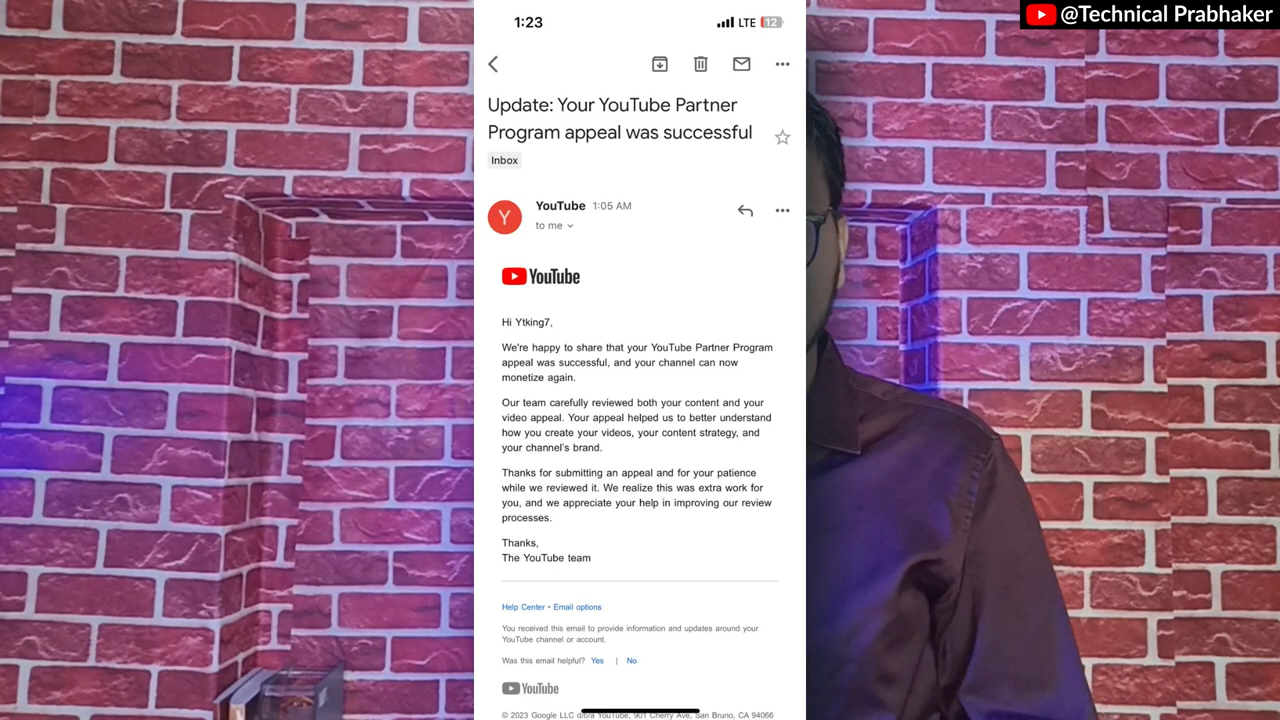 @Technical Prabhaker
1:23
LTE 12
Update: Your YouTube Partner
Program appeal was successful
Inbox
Y
YouTube 1:05 AM
to me
YouTube
Hi Ytking7,
We're happy to share that your YouTube Partner Program
appeal was successful, and your channel can now
monetize again.
Our team carefully reviewed both your content and your
video appeal. Your appeal helped us to better understand
how you create your videos, your content strategy, and
your channel's brand.
Thanks for submitting an appeal and for your patience
while we reviewed it. We realize this was extra work for
you, and we appreciate your help in improving our review
processes.
Thanks,
The YouTube team
Help Center • Email options
You received this email to provide information and updates around your
YouTube channel or account.
Was this email helpful? Yes | No
YouTube
© 2023 Google LLC d/b/a YouTube, 901 Cherry Ave, San Bruno, CA 94066